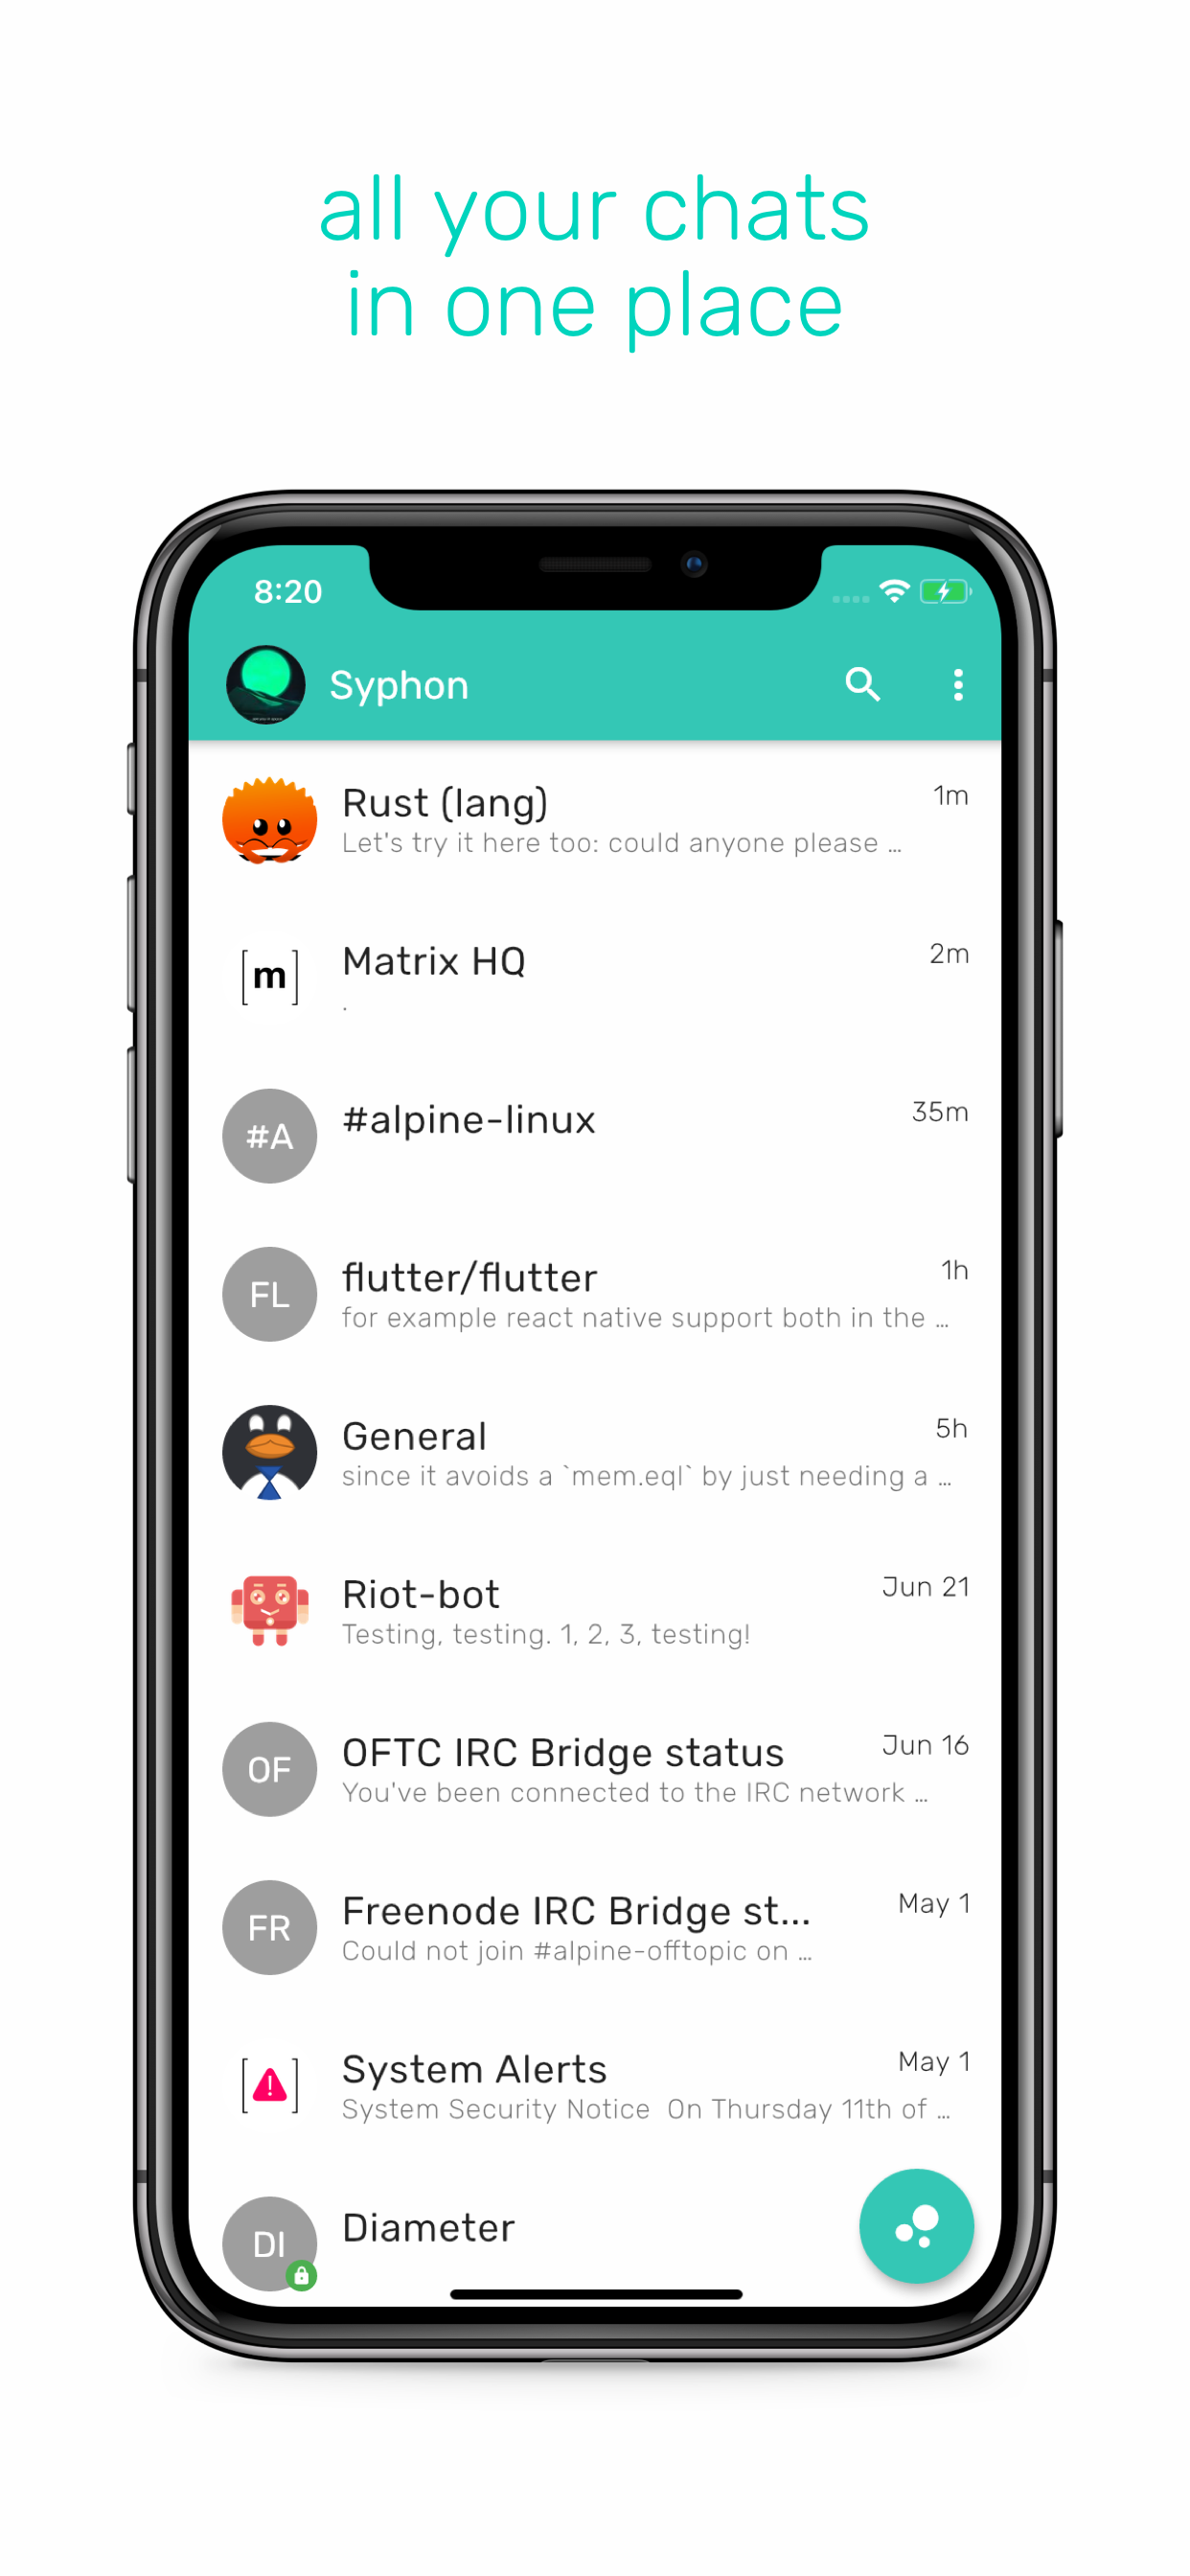 all your chats
in one place
8:20
Syphon
Rust (lang)
1m
Let's try it here too: could anyone please ...
[m]
Matrix HQ
2m
.
#A
#alpine-linux
35m
FL
flutter/flutter
1h
for example react native support both in the ...
General
5h
since it avoids a `mem.eql` by just needing a ...
Riot-bot
Jun 21
Testing, testing. 1, 2, 3, testing!
OF
OFTC IRC Bridge status
Jun 16
You've been connected to the IRC network ...
FR
Freenode IRC Bridge st...
May 1
Could not join #alpine-offtopic on ...
[!]
System Alerts
May 1
System Security Notice  On Thursday 11th of ...
DI
Diameter